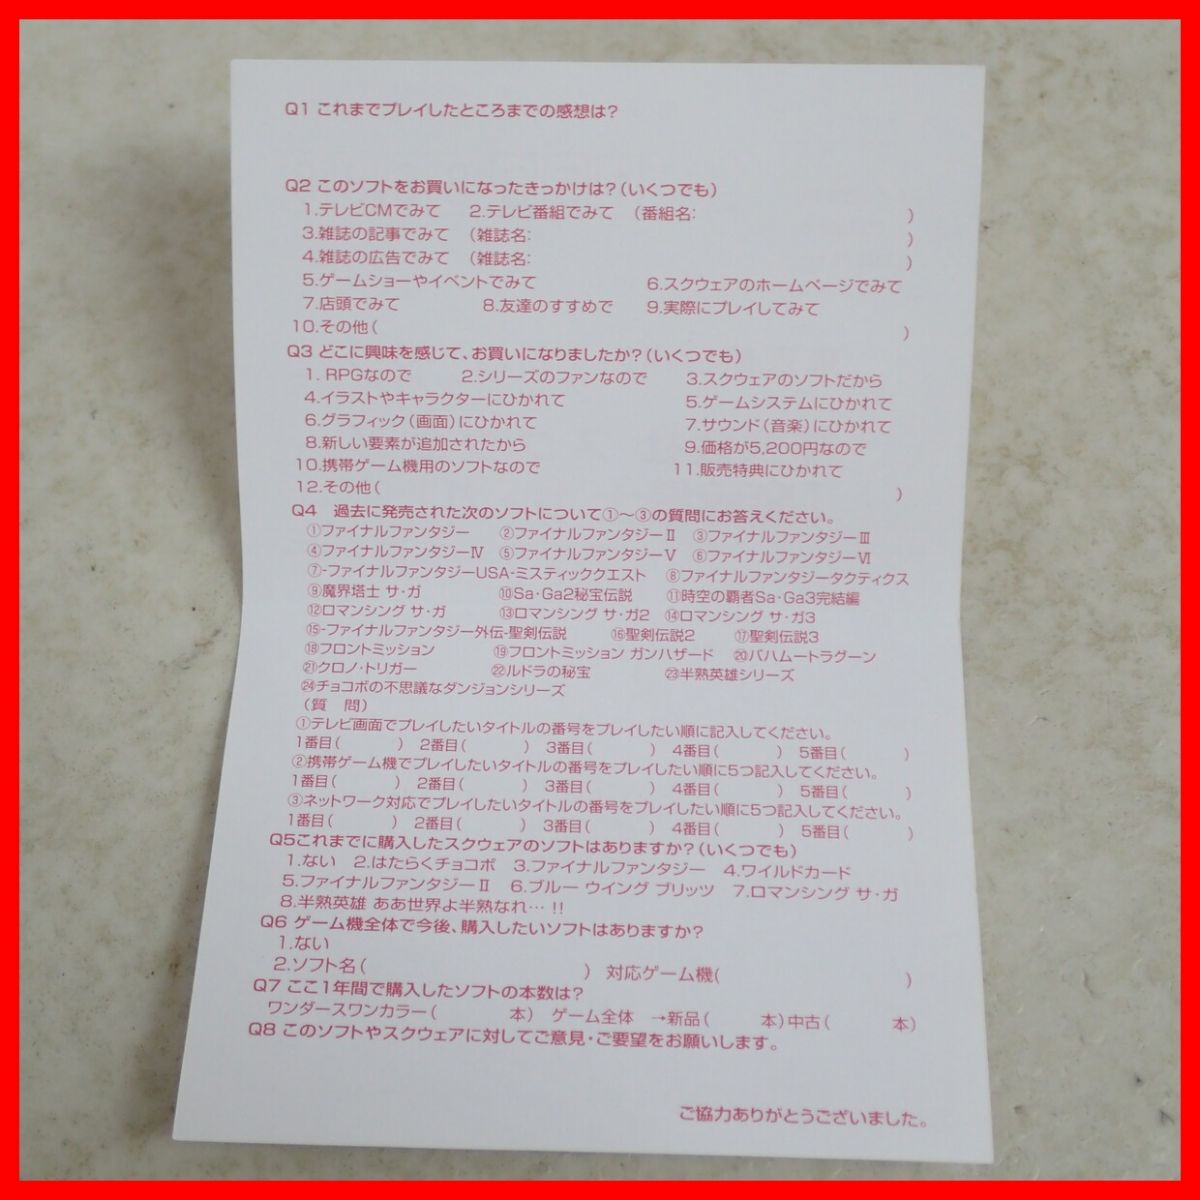 Q1 これまでプレイしたところまでの感想は?
Q2 このソフトをお買いになったきっかけは?(いくつでも)
1.テレビCMでみて 2.テレビ番組でみて (番組名: )
3.雑誌の記事でみて (雑誌名: )
4.雑誌の広告でみて (雑誌名: )
5.ゲームショーやイベントでみて 6.スクウェアのホームページでみて
7.店頭でみて 8.友達のすすめで 9.実際にプレイしてみて
10.その他( )
Q3 どこに興味を感じて、お買いになりましたか?(いくつでも)
1. RPGなので 2.シリーズのファンなので 3.スクウェアのソフトだから
4.イラストやキャラクターにひかれて 5.ゲームシステムにひかれて
6.グラフィック(画面)にひかれて 7.サウンド(音楽)にひかれて
8.新しい要素が追加されたから 9.価格が5,200円なので
10.携帯ゲーム機用のソフトなので 11.販売特典にひかれて
12.その他( )
Q4 過去に発売された次のソフトについて①～③の質問にお答えください。
①ファイナルファンタジー ②ファイナルファンタジーⅡ ③ファイナルファンタジーⅢ
④ファイナルファンタジーⅣ ⑤ファイナルファンタジーⅤ ⑥ファイナルファンタジーⅥ
⑦-ファイナルファンタジーUSA-ミスティッククエスト ⑧ファイナルファンタジータクティクス
⑨魔界塔士 サ・ガ ⑩Sa・Ga2秘宝伝説 ⑪時空の覇者Sa・Ga3完結編
⑫ロマンシング サ・ガ ⑬ロマンシング サ・ガ2 ⑭ロマンシング サ・ガ3
⑮-ファイナルファンタジー外伝-聖剣伝説 ⑯聖剣伝説2 ⑰聖剣伝説3
⑱フロントミッション ⑲フロントミッション ガンハザード ⑳バハムートラグーン
㉑クロノ・トリガー ㉒ルドラの秘宝 ㉓半熟英雄シリーズ
㉔チョコボの不思議なダンジョンシリーズ
(質 問)
①テレビ画面でプレイしたいタイトルの番号をプレイしたい順に記入してください。
1番目( ) 2番目( ) 3番目( ) 4番目( ) 5番目( )
②携帯ゲーム機でプレイしたいタイトルの番号をプレイしたい順に5つ記入してください。
1番目( ) 2番目( ) 3番目( ) 4番目( ) 5番目( )
③ネットワーク対応でプレイしたいタイトルの番号をプレイしたい順に5つ記入してください。
1番目( ) 2番目( ) 3番目( ) 4番目( ) 5番目( )
Q5これまでに購入したスクウェアのソフトはありますか?(いくつでも)
1.ない 2.はたらくチョコボ 3.ファイナルファンタジー 4.ワイルドカード
5.ファイナルファンタジーⅡ 6.ブルー ウイング ブリッツ 7.ロマンシング サ・ガ
8.半熟英雄 ああ世界よ半熟なれ…!!
Q6 ゲーム機全体で今後、購入したいソフトはありますか?
1.ない
2.ソフト名( ) 対応ゲーム機( )
Q7 ここ1年間で購入したソフトの本数は?
ワンダースワンカラー( 本) ゲーム全体 →新品( 本)中古( 本)
Q8 このソフトやスクウェアに対してご意見・ご要望をお願いします。
ご協力ありがとうございました。